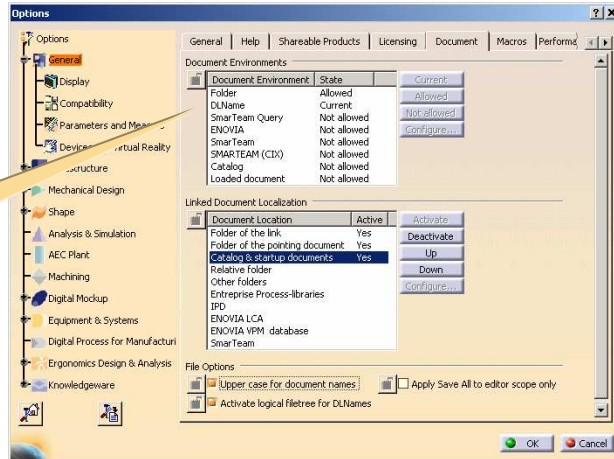 Options
Options
General
Display
Compatibility
Parameters and Meas
Devices Virtual Reality
structure
Mechanical Design
Shape
Analysis & Simulation
AEC Plant
Machining
Digital Mockup
Equipment & Systems
Digital Process for Manufacturi
Ergonomics Design & Analysis
Knowledgeware
General Help Shareable Products Licensing Document Macros Performa
Document Environments
Document Environment State
Folder Allowed
DLName Current
SmarTeam Query Not allowed
ENOVIA Not allowed
SmarTeam Not allowed
SMARTEAM (CIX) Not allowed
Catalog Not allowed
Loaded document Not allowed
Current
Allowed
Not allowed
Configure...
Linked Document Localization
Document Location Active
Folder of the link Yes
Folder of the pointing document Yes
Catalog & startup documents Yes
Relative folder
Other folders
Entreprise Process-libraries
IPD
ENOVIA LCA
ENOVIA VPM database
SmarTeam
Activate
Deactivate
Up
Down
Configure...
File Options
Upper case for document names Apply Save All to editor scope only
Activate logical filetree for DLNames
OK Cancel